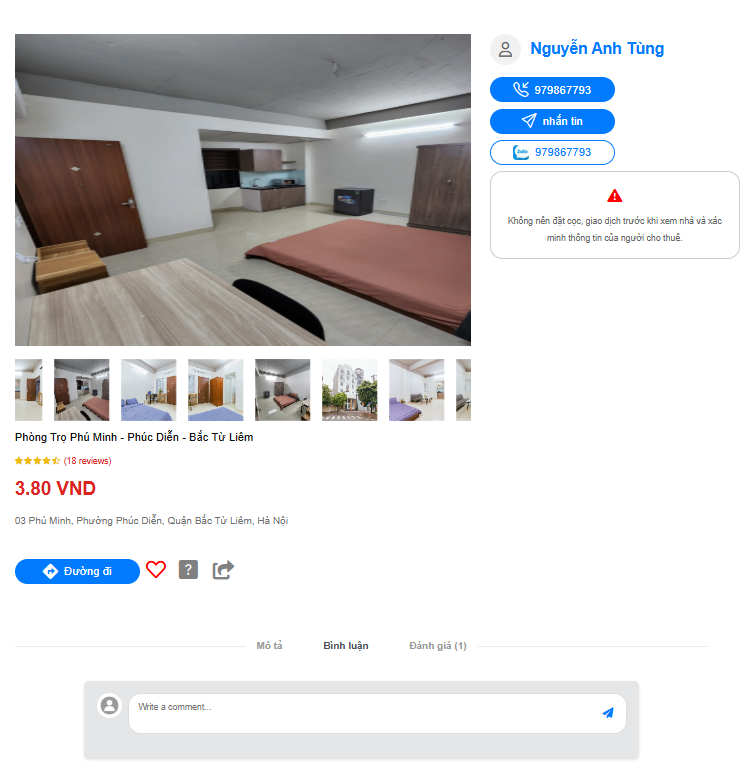 Nguyễn Anh Tùng
979867793
nhắn tin
Zalo 979867793
Không nên đặt cọc, giao dịch trước khi xem nhà và xác
minh thông tin của người cho thuê.
Phòng Trọ Phú Minh - Phúc Diễn - Bắc Từ Liêm
(18 reviews)
3.80 VND
03 Phú Minh, Phường Phúc Diễn, Quận Bắc Từ Liêm, Hà Nội
Đường đi
?
Mô tả Bình luận Đánh giá (1)
Write a comment...